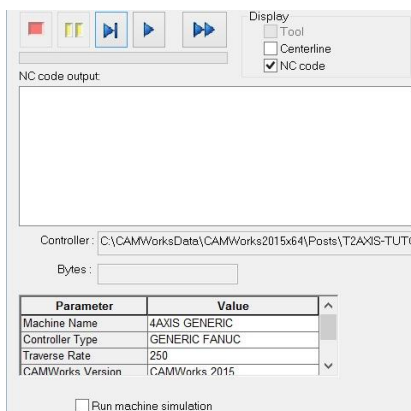 Display
Tool
Centerline
NC code
NC code output:
Controller : C:\CAMWorksData\CAMWorks2015x64\Posts\T2AXIS-TUTO
Bytes :
Parameter Value
Machine Name 4AXIS GENERIC
Controller Type GENERIC FANUC
Traverse Rate 250
CAMWorks Version CAMWorks 2015
Run machine simulation